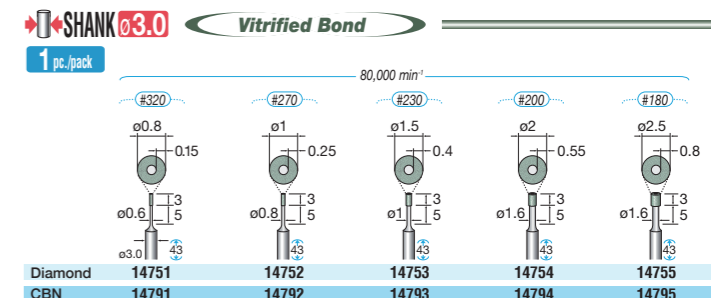 SHANK ø3.0 Vitrified Bond
1 pc./pack
80,000 min-1
#320 #270 #230 #200 #180
ø0.8 ø1 ø1.5 ø2 ø2.5
0.15 0.25 0.4 0.55 0.8
3 3 3 3 3
ø0.6 5 ø0.8 5 ø1 5 ø1.6 5 ø1.6 5
ø3.0 43 43 43 43 43
Diamond 14751 14752 14753 14754 14755
CBN 14791 14792 14793 14794 14795